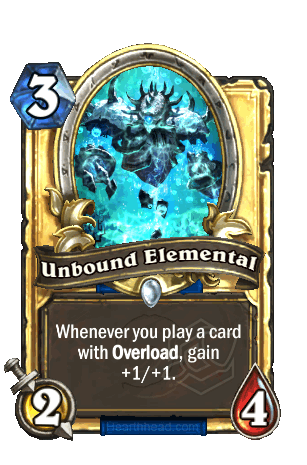 3
Unbound Elemental
Whenever you play a card
with Overload, gain
+1/+1.
2
4
Hearthhead.com